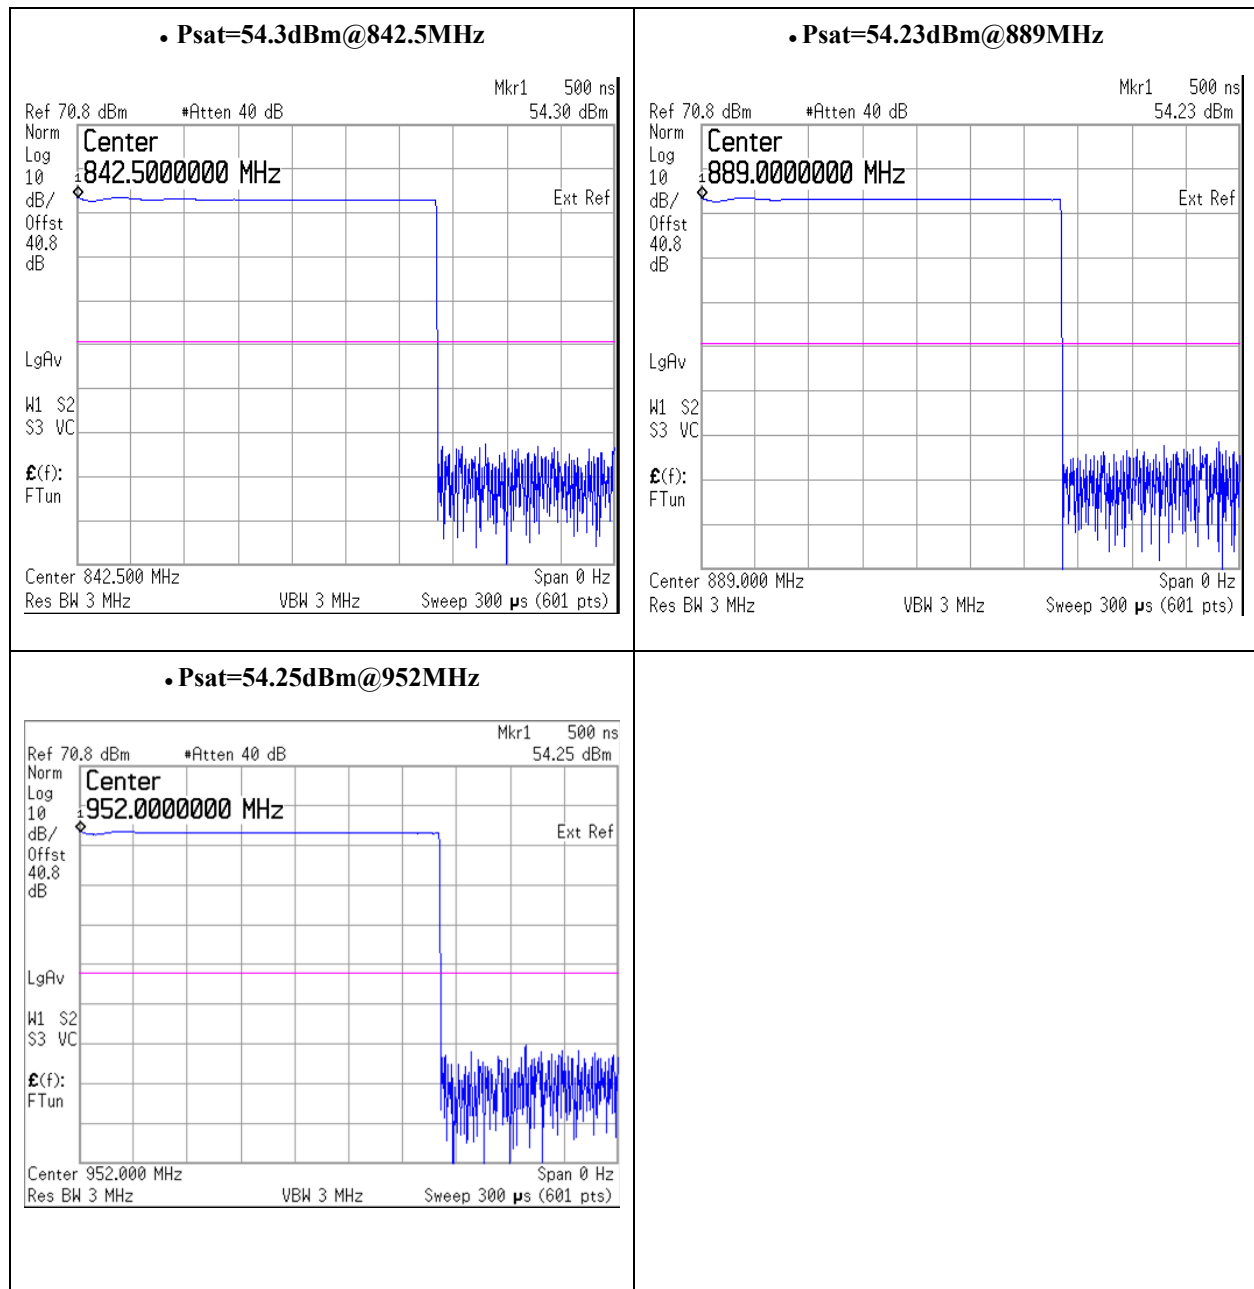 • Psat=54.3dBm@842.5MHz
Mkr1 500 ns
Ref 70.8 dBm #Atten 40 dB 54.30 dBm
Norm
Log
10
dB/
Offst
40.8
dB
Center
842.5000000 MHz
1
Ext Ref
LgAv
W1 S2
S3 VC
£(f):
FTun
Center 842.500 MHz Span 0 Hz
Res BW 3 MHz VBW 3 MHz Sweep 300 µs (601 pts)
• Psat=54.23dBm@889MHz
Mkr1 500 ns
Ref 70.8 dBm #Atten 40 dB 54.23 dBm
Norm
Log
10
dB/
Offst
40.8
dB
Center
889.0000000 MHz
1
Ext Ref
LgAv
W1 S2
S3 VC
£(f):
FTun
Center 889.000 MHz Span 0 Hz
Res BW 3 MHz VBW 3 MHz Sweep 300 µs (601 pts)
• Psat=54.25dBm@952MHz
Mkr1 500 ns
Ref 70.8 dBm #Atten 40 dB 54.25 dBm
Norm
Log
10
dB/
Offst
40.8
dB
Center
952.0000000 MHz
1
Ext Ref
LgAv
W1 S2
S3 VC
£(f):
FTun
Center 952.000 MHz Span 0 Hz
Res BW 3 MHz VBW 3 MHz Sweep 300 µs (601 pts)